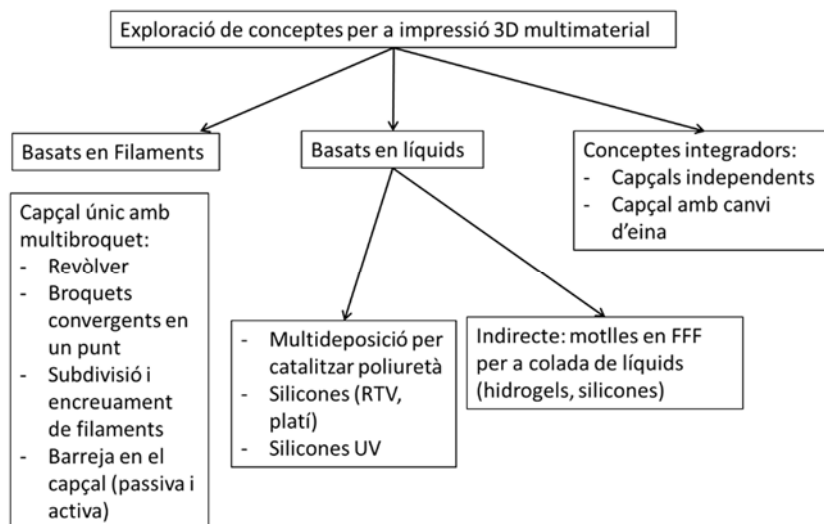 Exploració de conceptes per a impressió 3D multimaterial
Basats en Filaments
Basats en líquids
Conceptes integradors:
- Capçals independents
- Capçal amb canvi
d'eina
Capçal únic amb
multibroquet:
- Revòlver
- Broquets
convergents en
un punt
- Subdivisió i
encreuament
de filaments
- Barreja en el
capçal (passiva i
activa)
- Multideposició per
catalitzar poliuretà
- Silicones (RTV,
platí)
- Silicones UV
Indirecte: motlles en FFF
per a colada de líquids
(hidrogels, silicones)